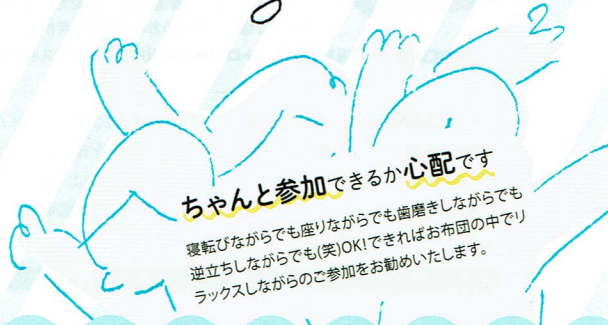 ちゃんと参加できるか心配です
寝転びながらでも座りながらでも歯磨きしながらでも
逆立ちしながらでも(笑)OK!できればお布団の中でリ
ラックスしながらのご参加をお勧めいたします。